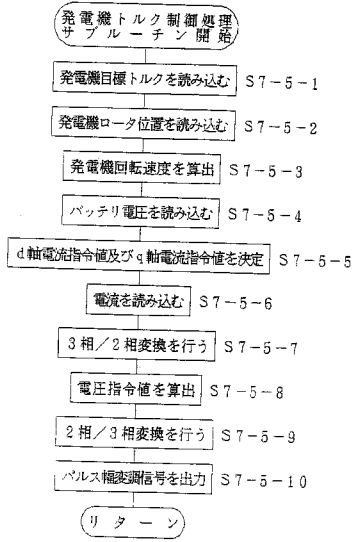 発電機トルク制御処理
サブルーチン開始
発電機目標トルクを読み込む S7-5-1
発電機ロータ位置を読み込む S7-5-2
発電機回転速度を算出 S7-5-3
バッテリ電圧を読み込む S7-5-4
d軸電流指令値及びq軸電流指令値を決定 S7-5-5
電流を読み込む S7-5-6
3相/2相変換を行う S7-5-7
電圧指令値を算出 S7-5-8
2相/3相変換を行う S7-5-9
パルス幅変調信号を出力 S7-5-10
リターン